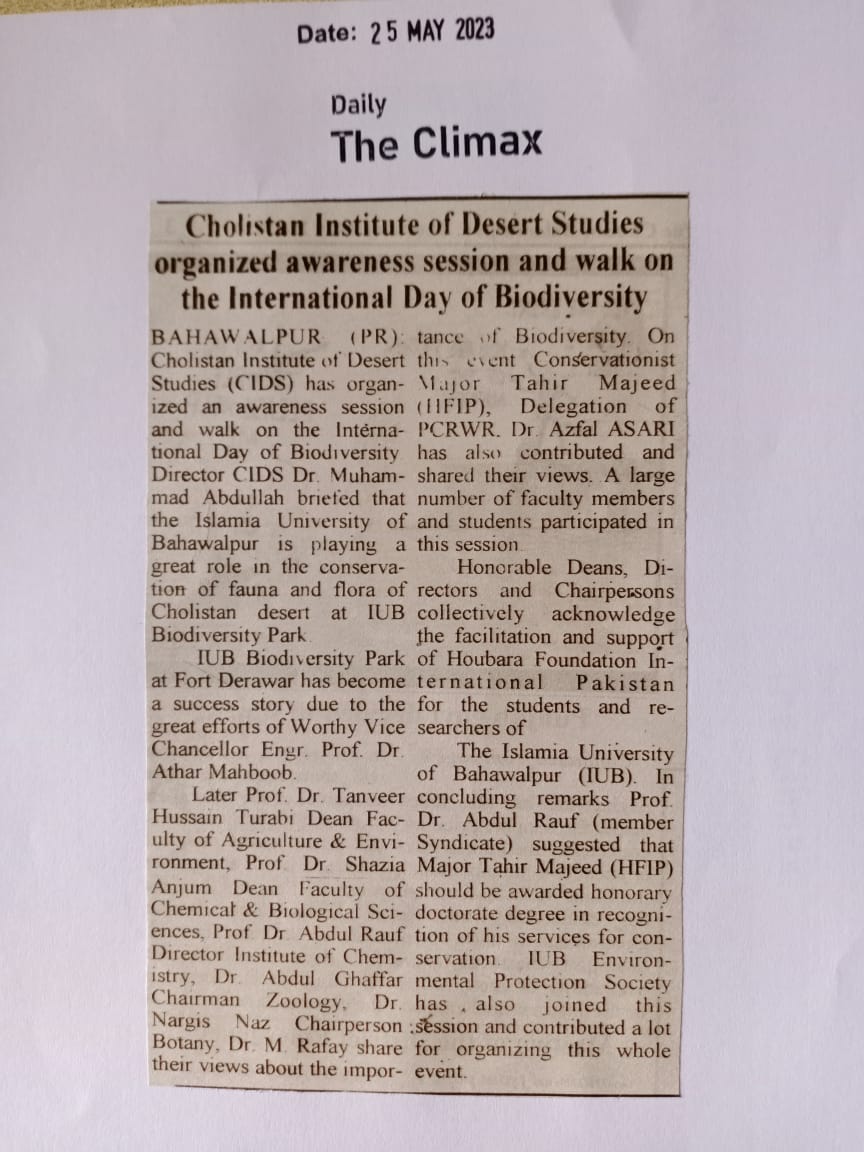 Date: 25 MAY 2023
Daily
The Climax
Cholistan Institute of Desert Studies
organized awareness session and walk on
the International Day of Biodiversity
BAHAWALPUR (PR):
Cholistan Institute of Desert
Studies (CIDS) has organ-
ized an awareness session
and walk on the Interna-
tional Day of Biodiversity
Director CIDS Dr. Muham-
mad Abdullah briefed that
the Islamia University of
Bahawalpur is playing a
great role in the conserva-
tion of fauna and flora of
Cholistan desert at IUB
Biodiversity Park.
IUB Biodiversity Park
at Fort Derawar has become
a success story due to the
great efforts of Worthy Vice
Chancellor Engr. Prof. Dr.
Athar Mahboob.
Later Prof. Dr. Tanveer
Hussain Turabi Dean Fac-
ulty of Agriculture & Envi-
ronment, Prof. Dr. Shazia
Anjum Dean Faculty of
Chemical & Biological Sci-
ences, Prof. Dr. Abdul Rauf
Director Institute of Chem-
istry, Dr. Abdul Ghaffar
Chairman Zoology, Dr.
Nargis Naz Chairperson
Botany, Dr. M. Rafay share
their views about the impor-
tance of Biodiversity. On
this event Conservationist
Major Tahir Majeed
(HFIP), Delegation of
PCRWR. Dr. Azfal ASARI
has also contributed and
shared their views. A large
number of faculty members
and students participated in
this session.
Honorable Deans, Di-
rectors and Chairpersons
collectively acknowledge
the facilitation and support
of Houbara Foundation In-
ternational Pakistan
for the students and re-
searchers of
The Islamia University
of Bahawalpur (IUB). In
concluding remarks Prof.
Dr. Abdul Rauf (member
Syndicate) suggested that
Major Tahir Majeed (HFIP)
should be awarded honorary
doctorate degree in recogni-
tion of his services for con-
servation. IUB Environ-
mental Protection Society
has also joined this
session and contributed a lot
for organizing this whole
event.